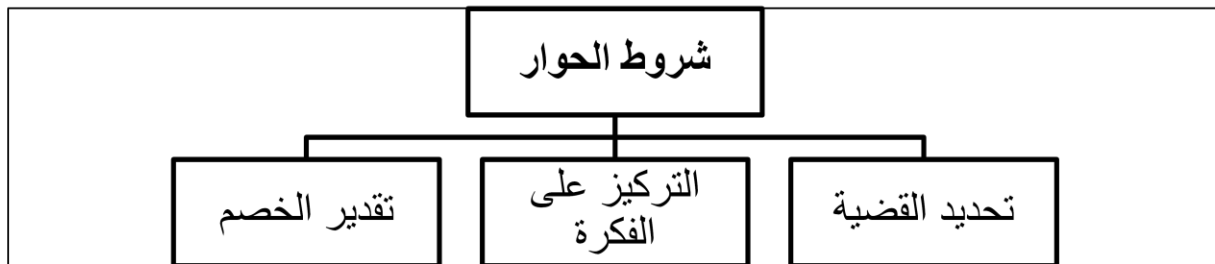 شروط الحوار
تحديد القضية
التركيز على
الفكرة
تقدير الخصم